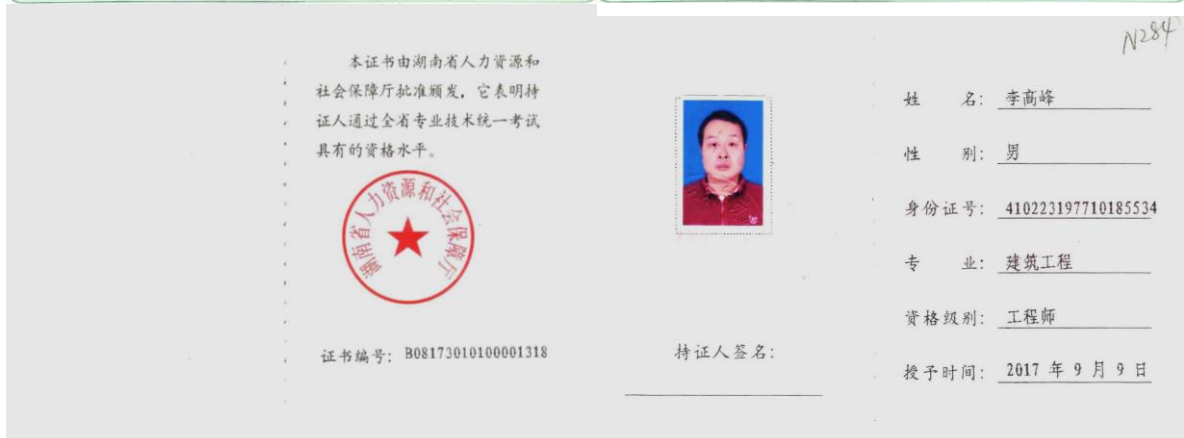 本证书由湖南省人力资源和
社会保障厅批准颁发，它表明持
证人通过全省专业技术统一考试
具有的资格水平。
湖南省人力资源和社会保障厅
证书编号：B08173010100001318
持证人签名：
N284
姓 名：李高峰
性 别：男
身份证号：410223197710185534
专 业：建筑工程
资格级别：工程师
授予时间：2017 年 9 月 9 日